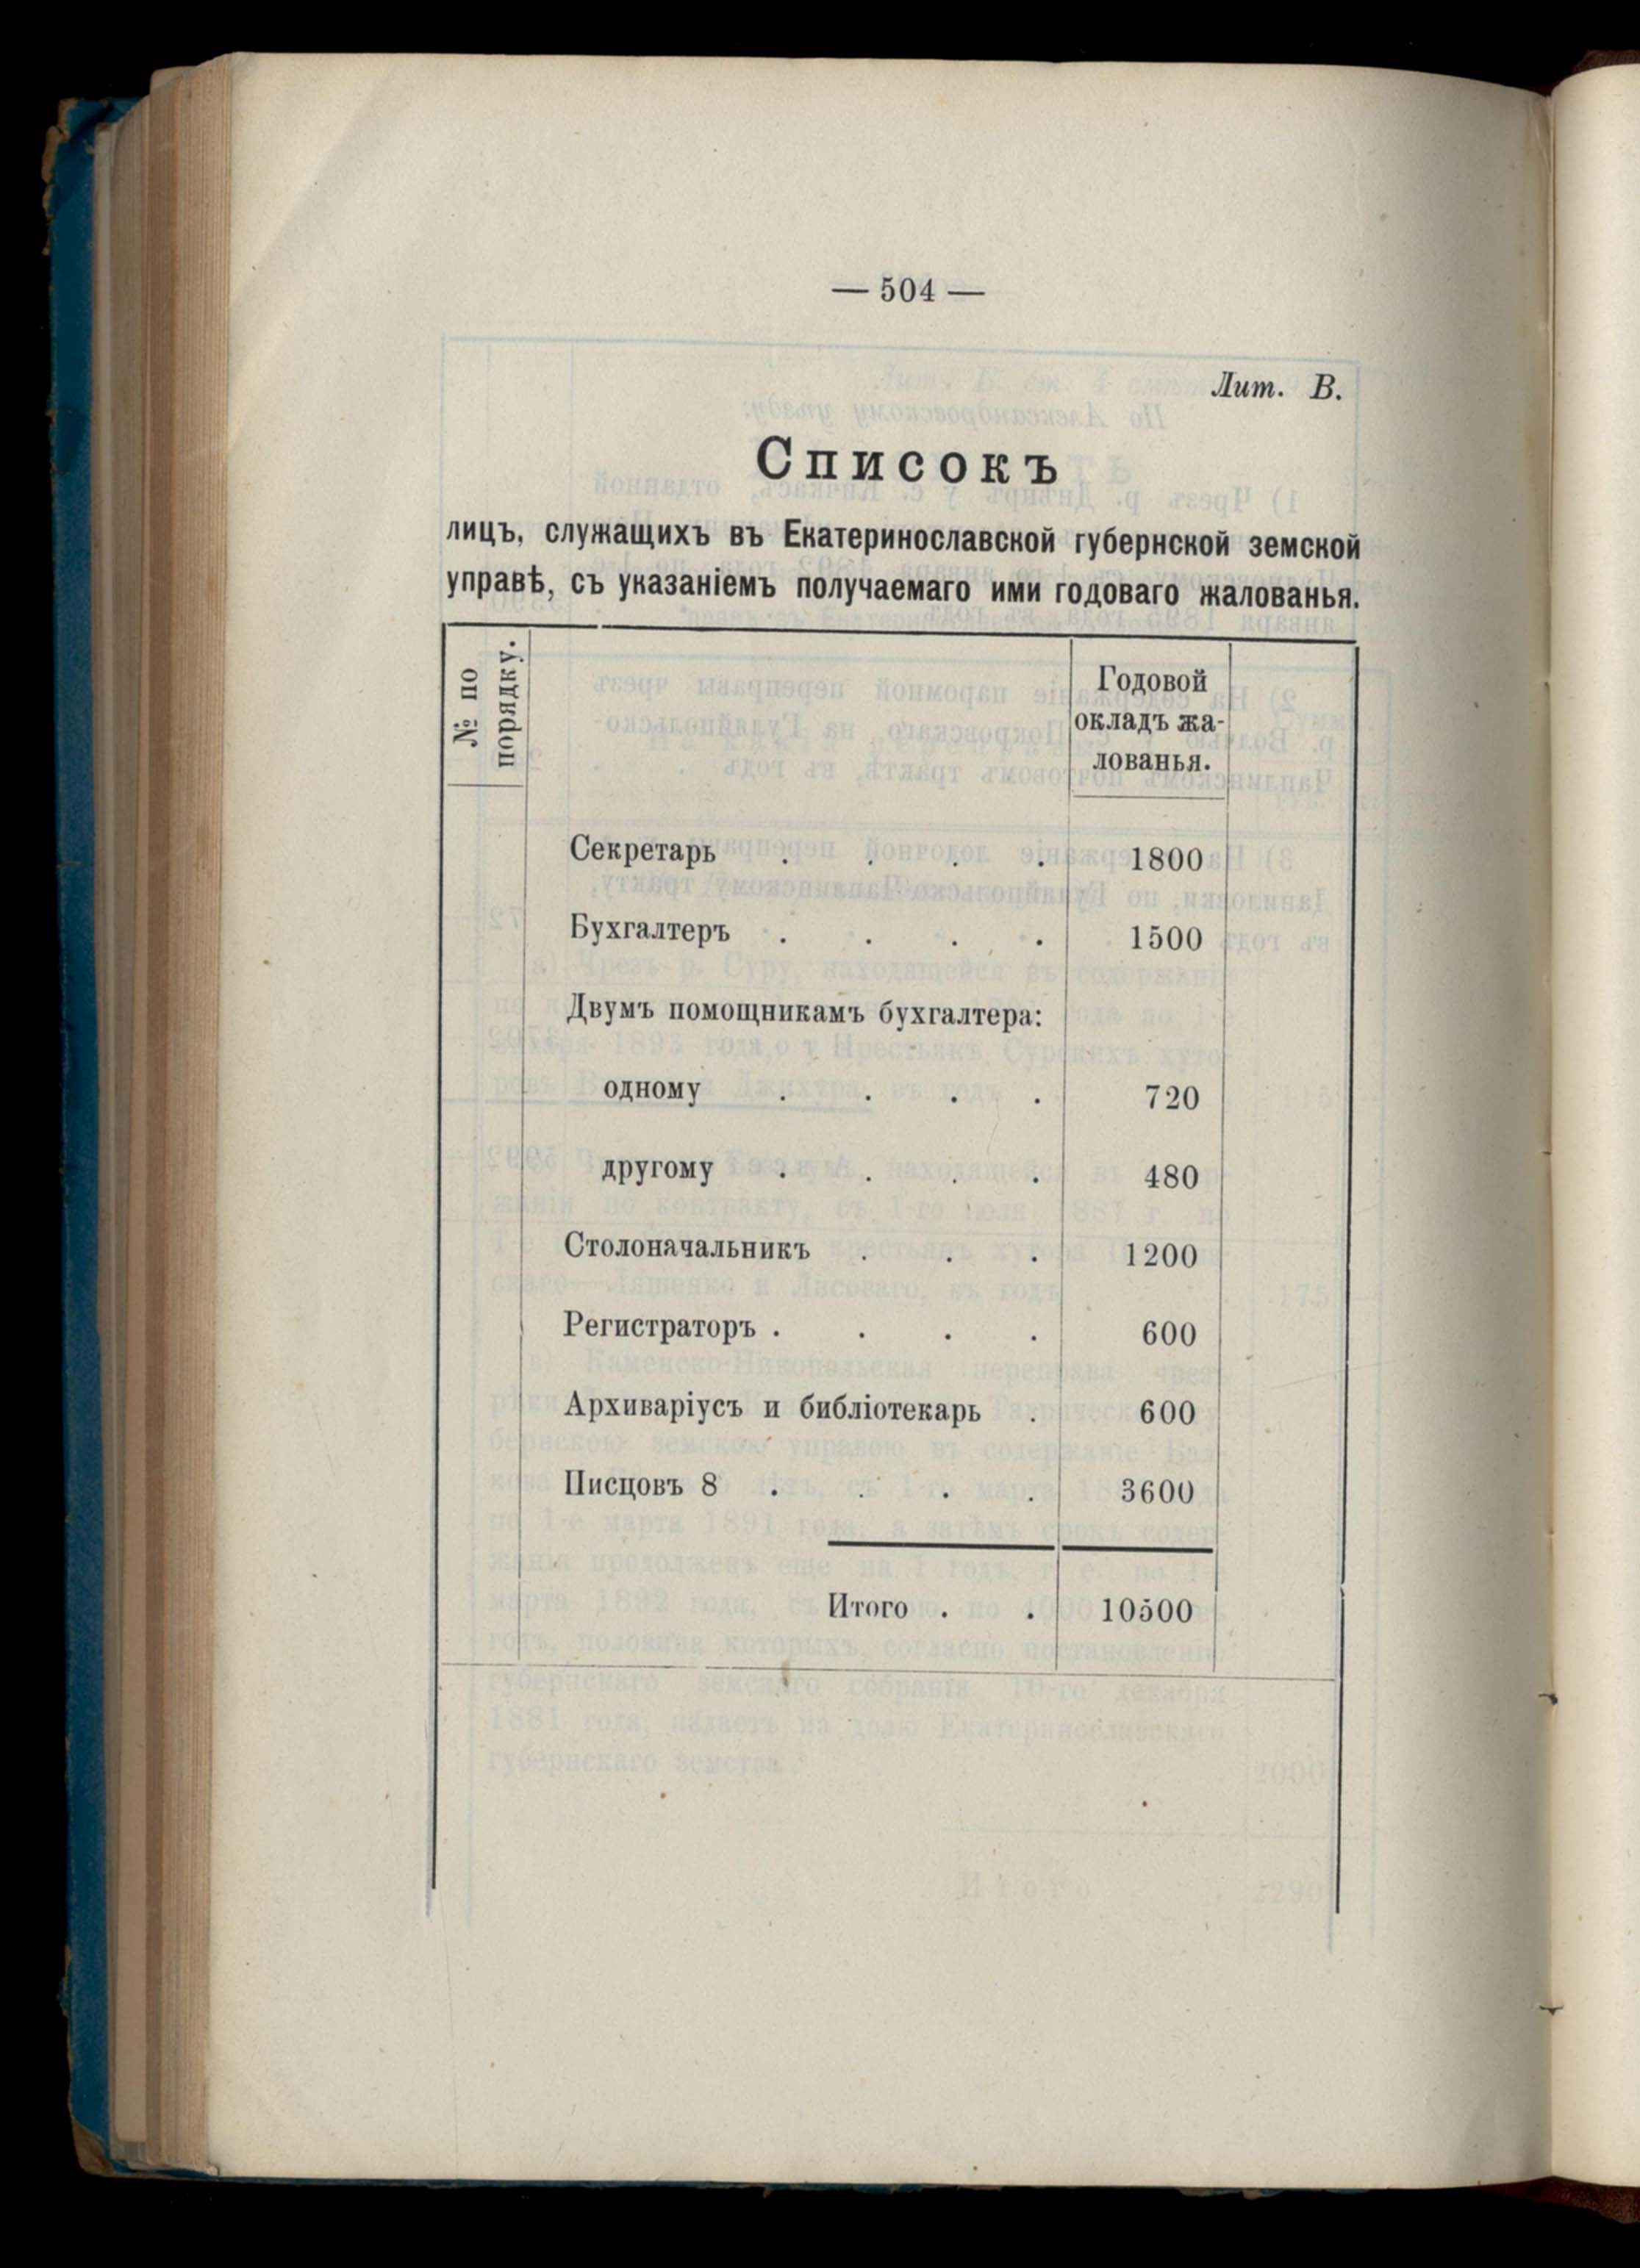 — 504 —
Лит. В.
Списокъ
лицъ, служащихъ въ Екатеринославской губернской земской
управѣ, съ указаніемъ получаемаго ими годоваго жалованья.
№ по
порядку.
Годовой
окладъ жа-
лованья.
Секретарь . . . . 1800
Бухгалтеръ . . . . 1500
Двумъ помощникамъ бухгалтера:
одному . . . . 720
другому . . . . 480
Столоначальникъ . . . 1200
Регистраторъ . . . . 600
Архиваріусъ и библіотекарь . 600
Писцовъ 8 . . . . 3600
Итого . . 10500